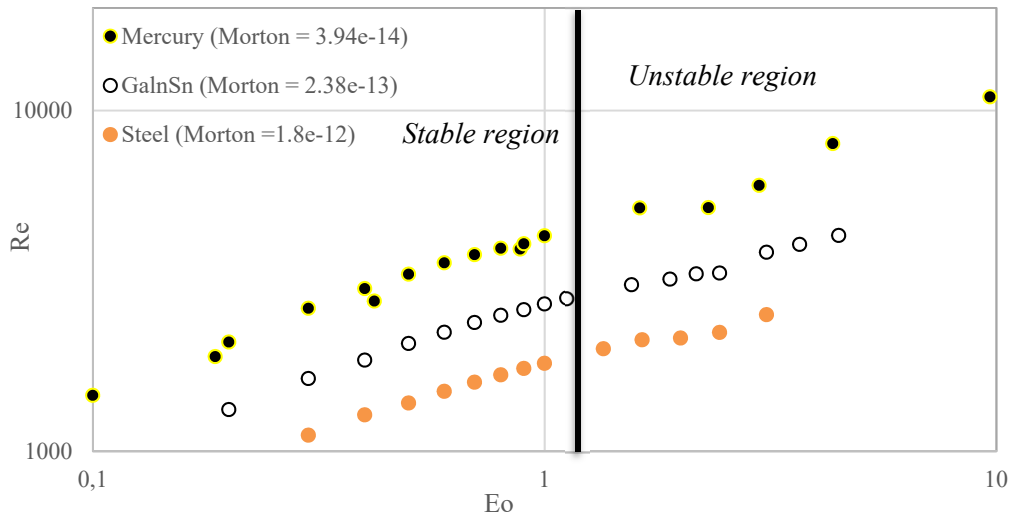 Mercury (Morton = 3.94e-14)
Unstable region
GaInSn (Morton = 2.38e-13)
10000
Steel (Morton =1.8e-12)
Stable region
Re
1000
0,1
1
10
Eo